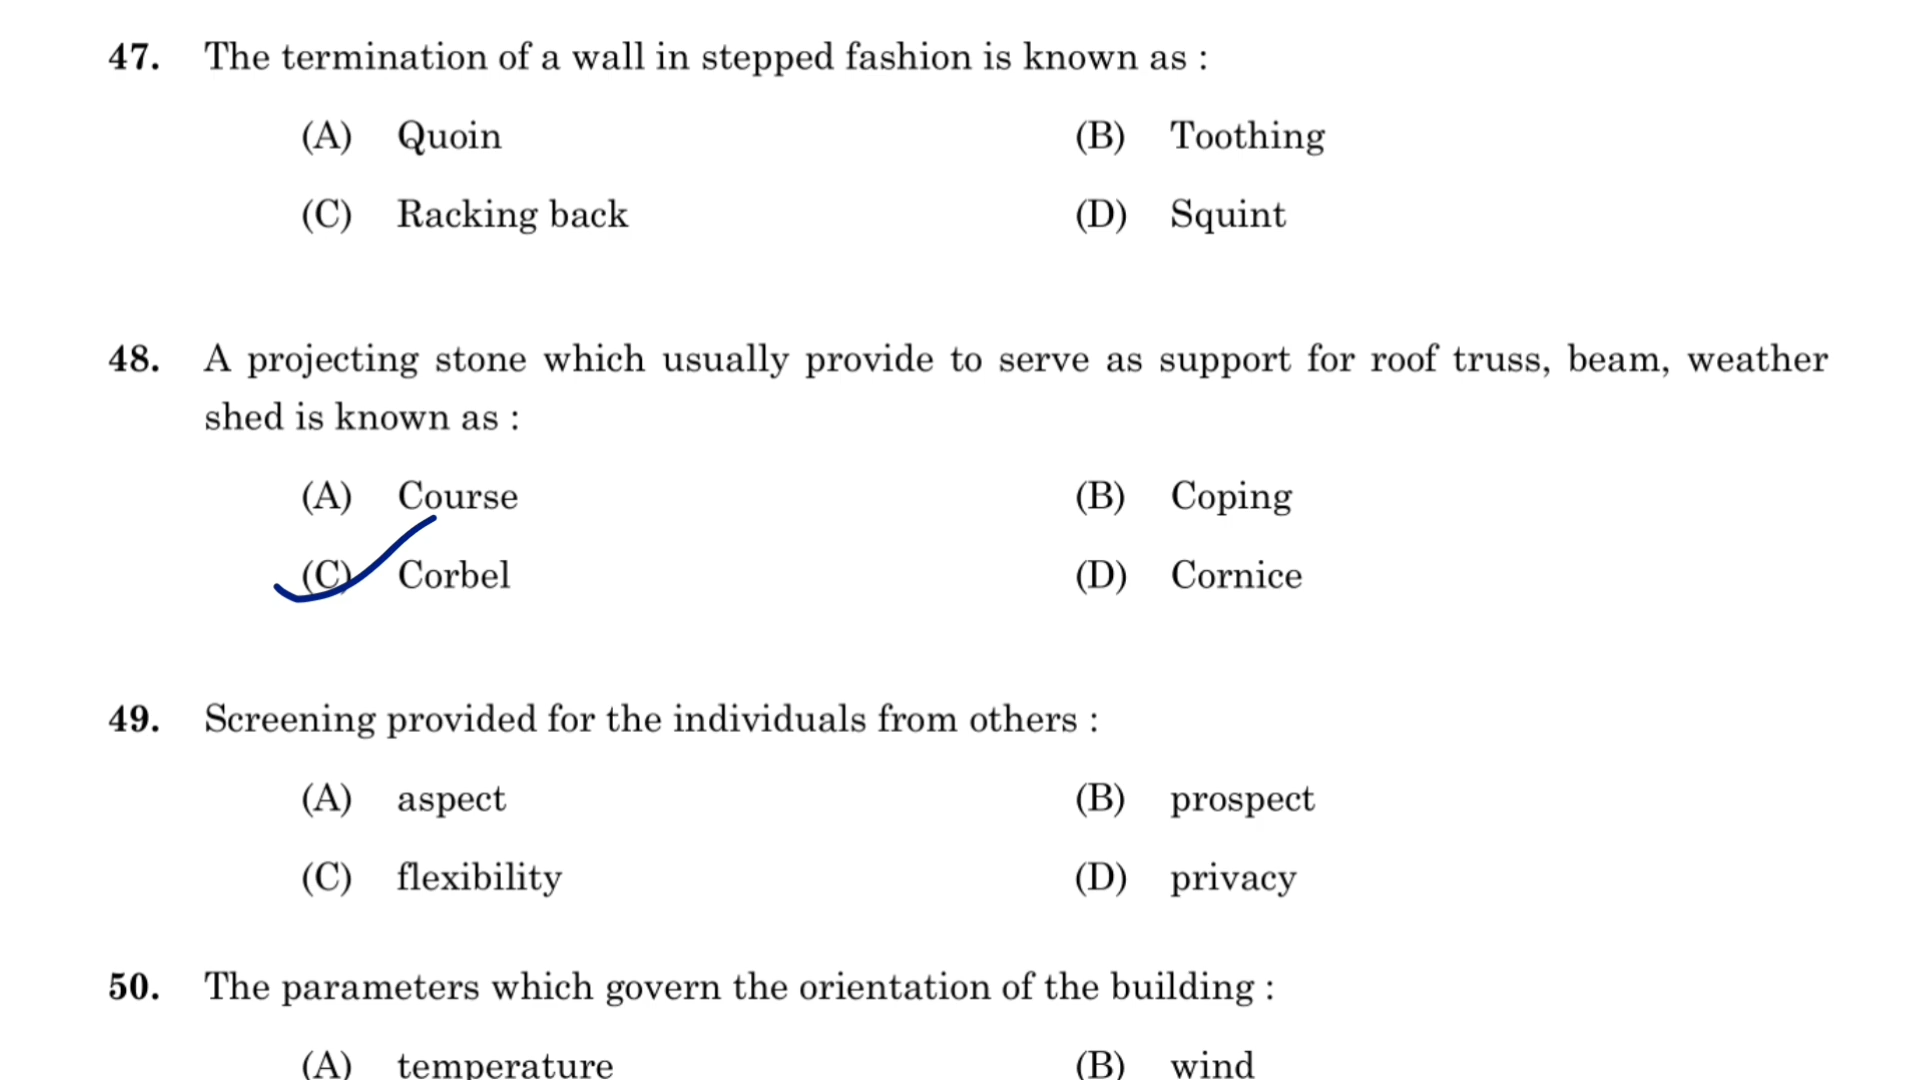 47. The termination of a wall in stepped fashion is known as :
(A) Quoin (B) Toothing
(C) Racking back (D) Squint
48. A projecting stone which usually provide to serve as support for roof truss, beam, weather
shed is known as :
(A) Course (B) Coping
(C) Corbel (D) Cornice
49. Screening provided for the individuals from others :
(A) aspect (B) prospect
(C) flexibility (D) privacy
50. The parameters which govern the orientation of the building :
(A) temperature (B) wind